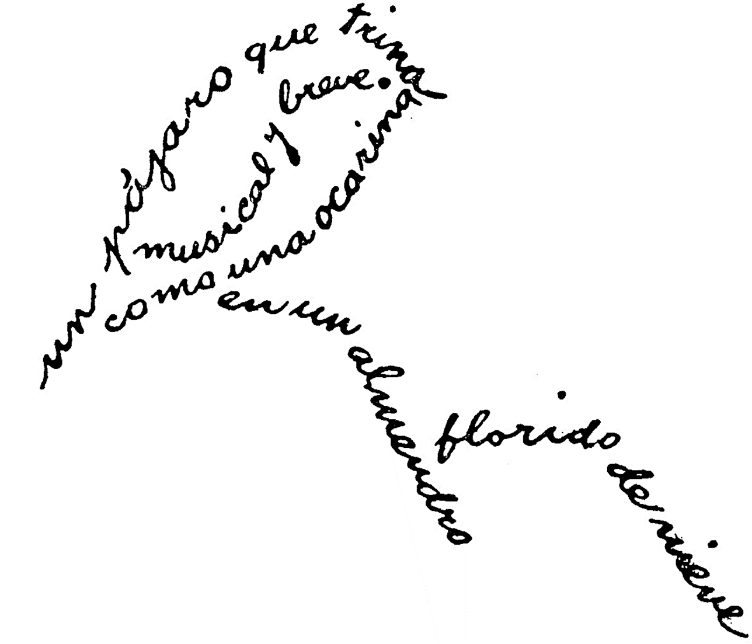 un pájaro que trina
musical y breve.
como una ocarina
en un almendro
florido de nieve